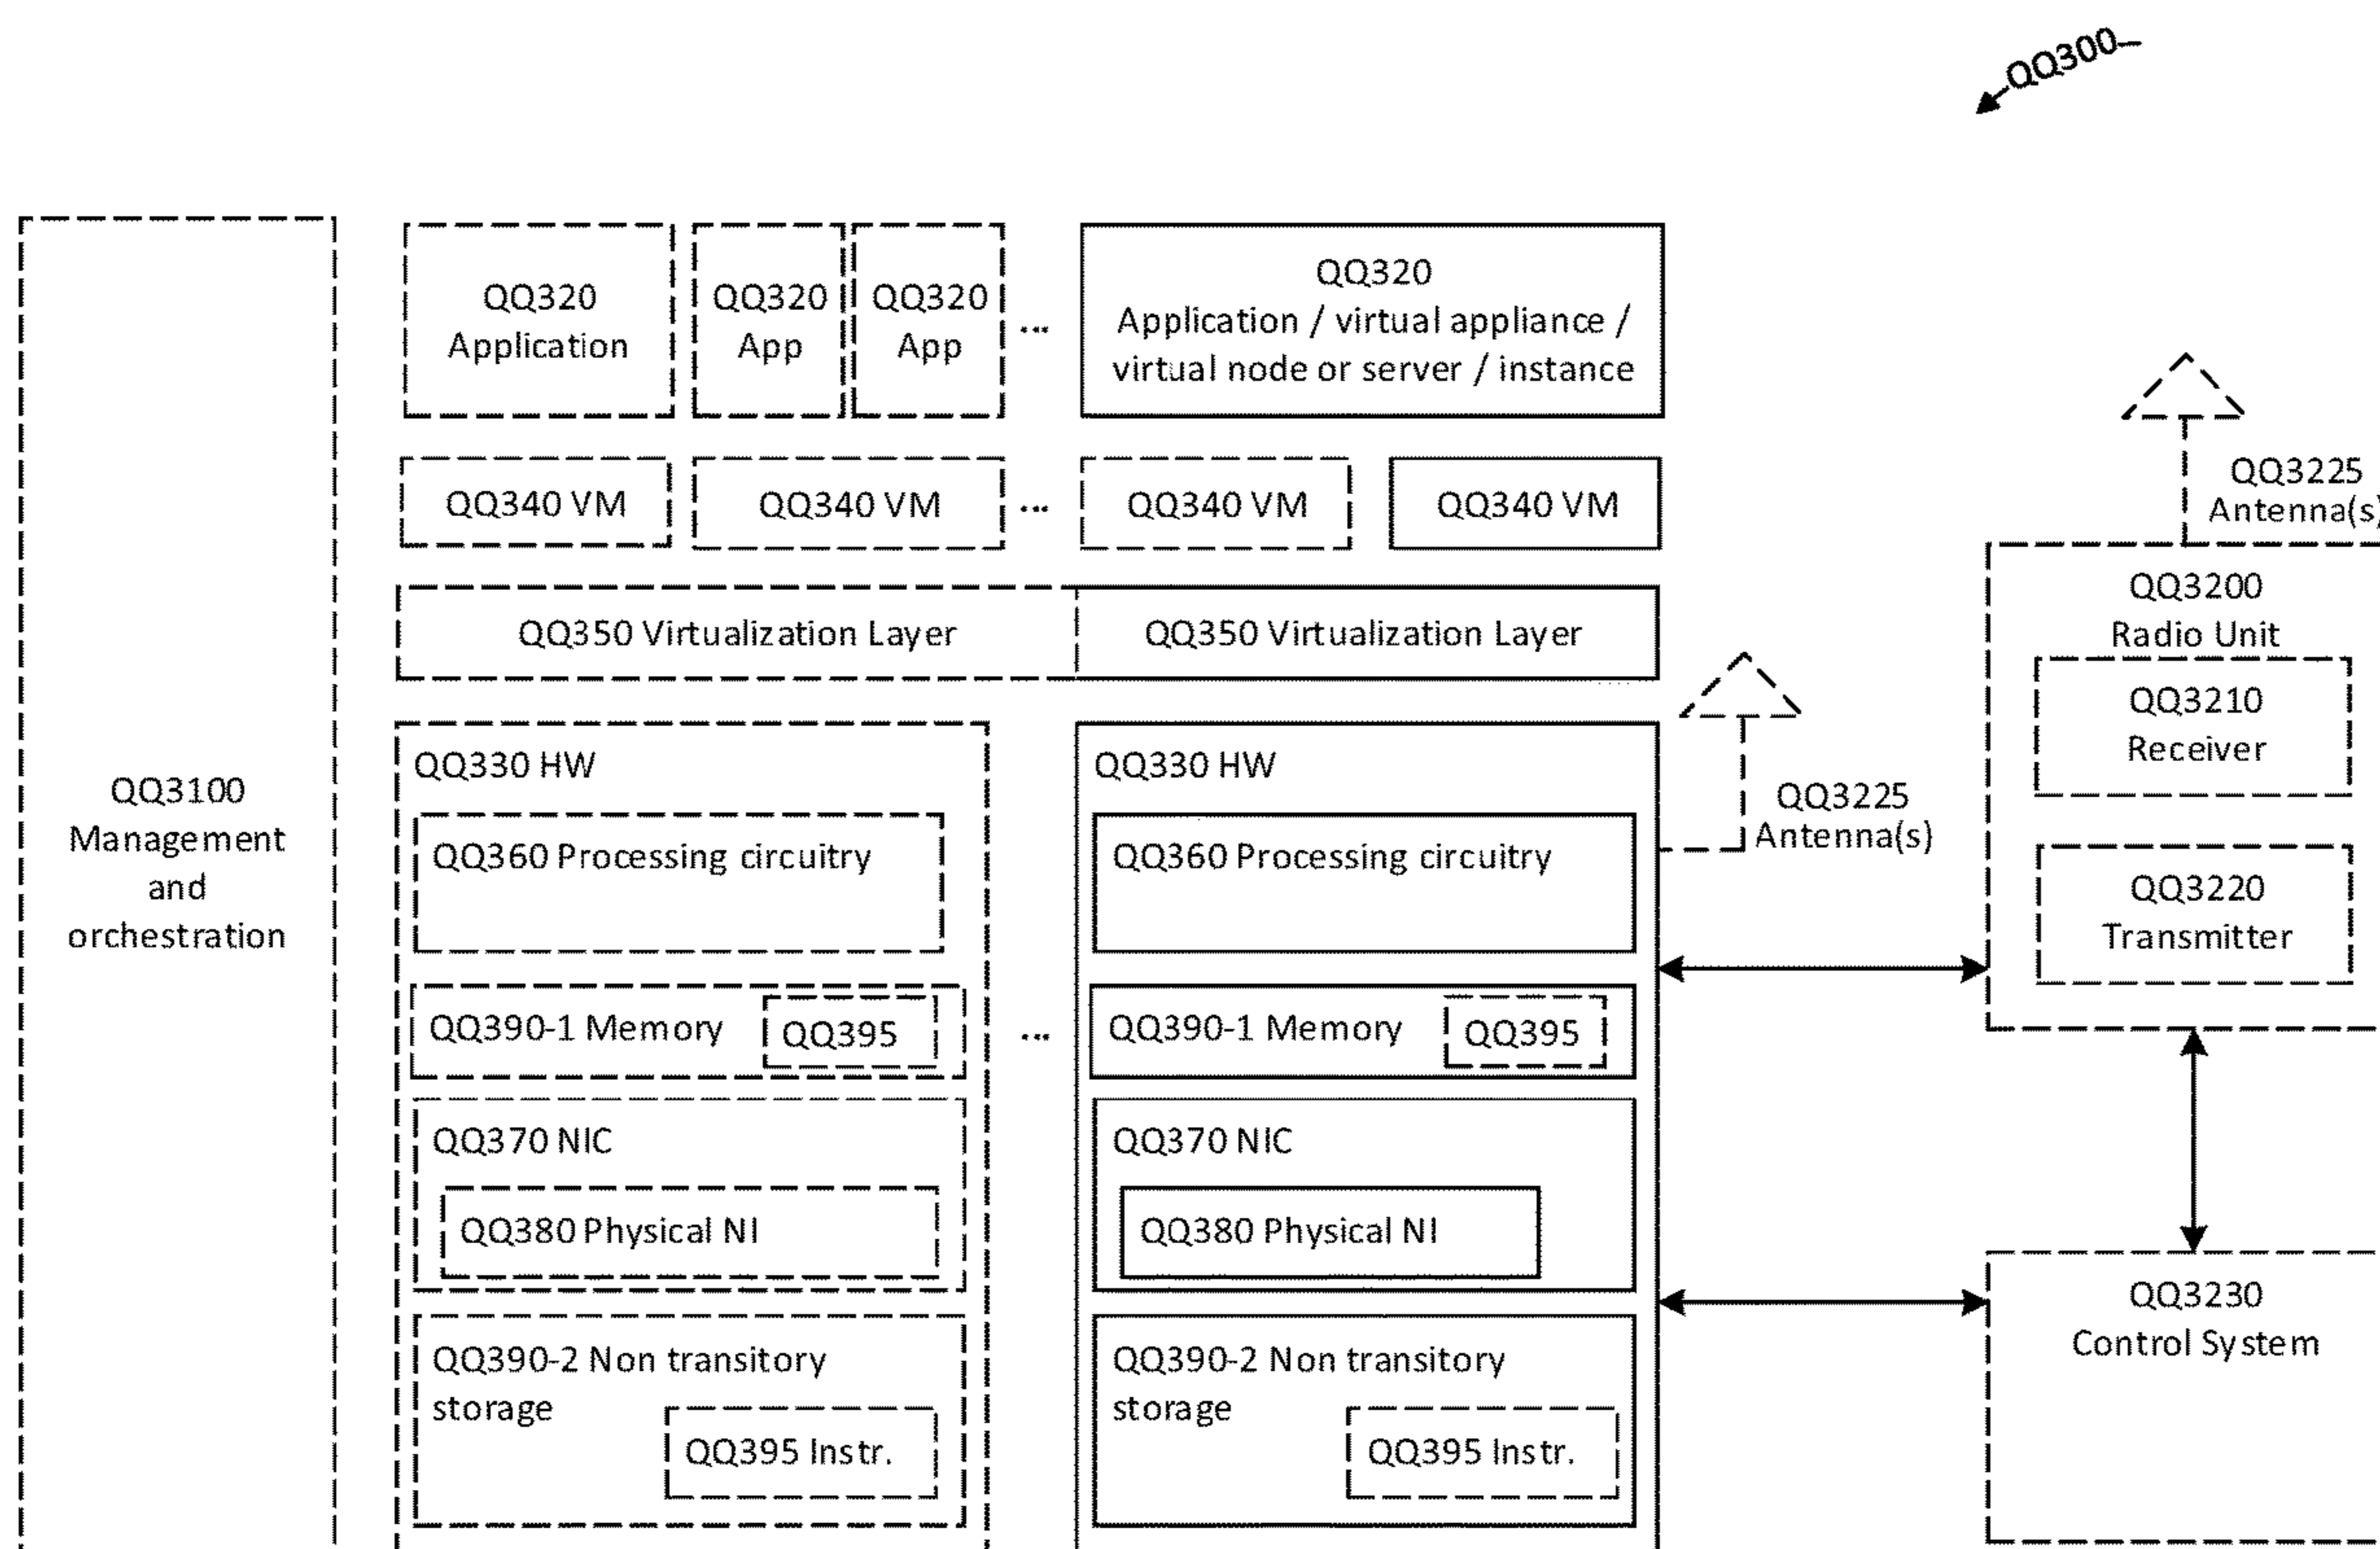 QQ300
QQ3100
Management
and
orchestration
QQ320
Application
QQ320
App
QQ320
App
...
QQ320
Application / virtual appliance /
virtual node or server / instance
QQ340 VM
QQ340 VM
...
QQ340 VM
QQ340 VM
QQ350 Virtualization Layer
QQ350 Virtualization Layer
QQ330 HW
QQ360 Processing circuitry
QQ390-1 Memory
QQ395
QQ370 NIC
QQ380 Physical NI
QQ390-2 Non transitory
storage
QQ395 Instr.
...
QQ330 HW
QQ360 Processing circuitry
QQ390-1 Memory
QQ395
QQ370 NIC
QQ380 Physical NI
QQ390-2 Non transitory
storage
QQ395 Instr.
QQ3225
Antenna(s)
QQ3225
Antenna(s)
QQ3200
Radio Unit
QQ3210
Receiver
QQ3220
Transmitter
QQ3230
Control System